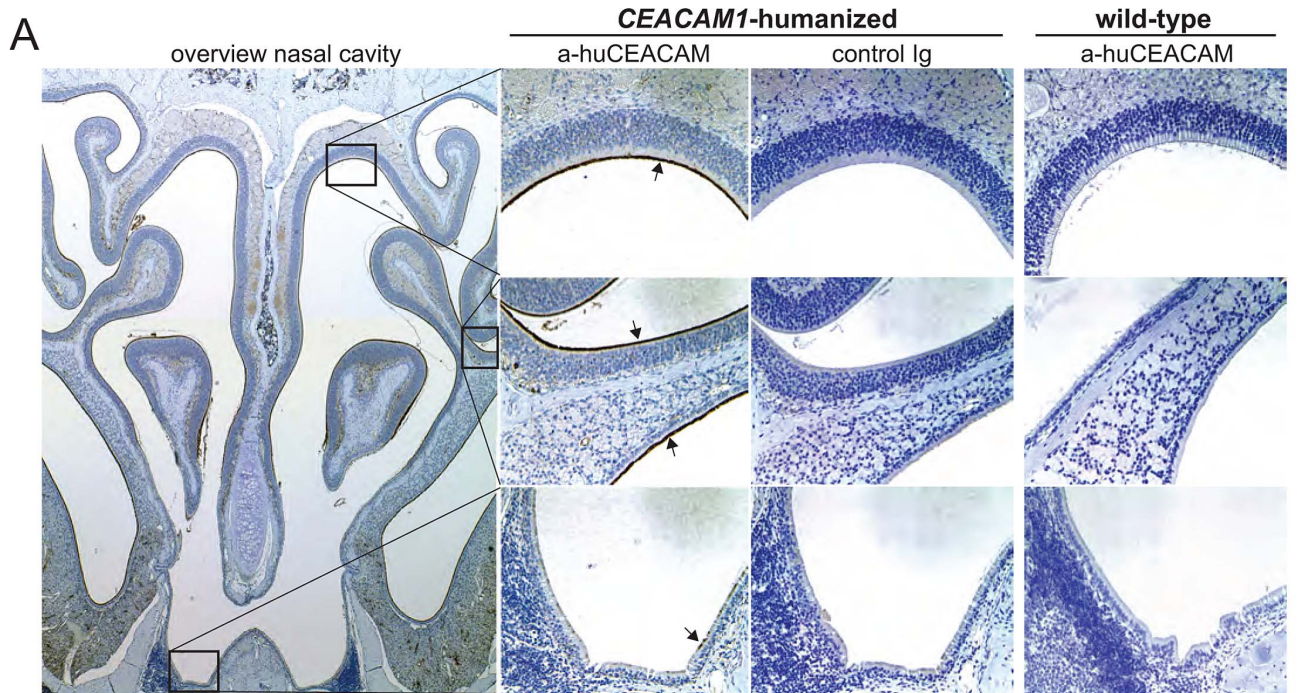 A
CEACAM1-humanized
wild-type
overview nasal cavity
a-huCEACAM
control Ig
a-huCEACAM